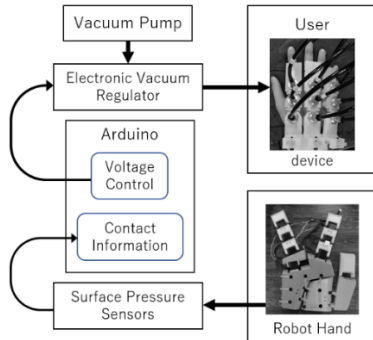 Vacuum Pump
User
Electronic Vacuum
Regulator
device
Arduino
Voltage
Control
Contact
Information
Surface Pressure
Sensors
Robot Hand